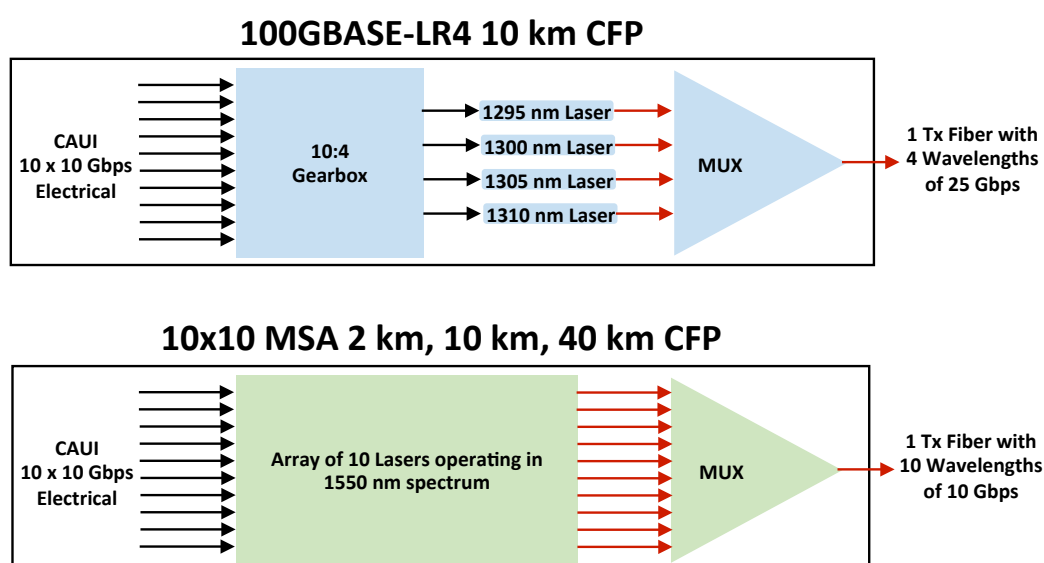 100GBASE-LR4 10 km CFP
CAUI
10 x 10 Gbps
Electrical
10:4
Gearbox
1295 nm Laser
1300 nm Laser
1305 nm Laser
1310 nm Laser
MUX
1 Tx Fiber with
4 Wavelengths
of 25 Gbps
10x10 MSA 2 km, 10 km, 40 km CFP
CAUI
10 x 10 Gbps
Electrical
Array of 10 Lasers operating in
1550 nm spectrum
MUX
1 Tx Fiber with
10 Wavelengths
of 10 Gbps